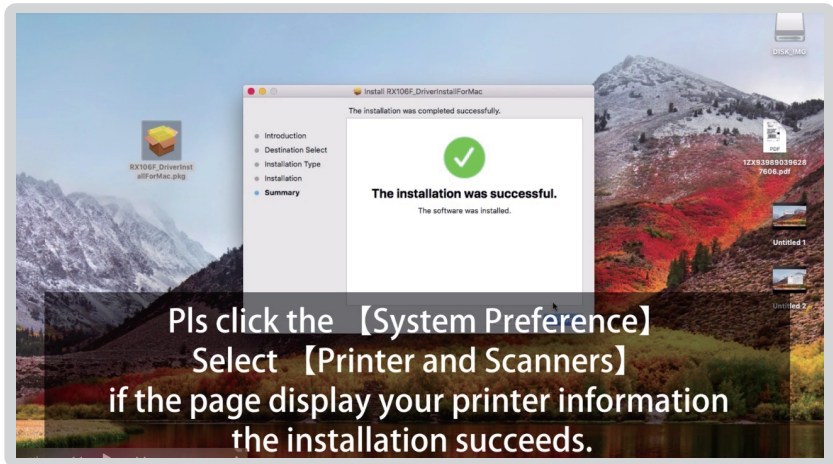 DISK_IMG
Install RX106F_DriverInstallForMac
The installation was completed successfully.
Introduction
Destination Select
Installation Type
Installation
Summary
The installation was successful.
The software was installed.
RX106F_DriverInst
allForMac.pkg
PDF
1ZX93989039628
7606.pdf
Untitled 1
Untitled 2
Pls click the 【System Preference】
Select 【Printer and Scanners】
if the page display your printer information
the installation succeeds.